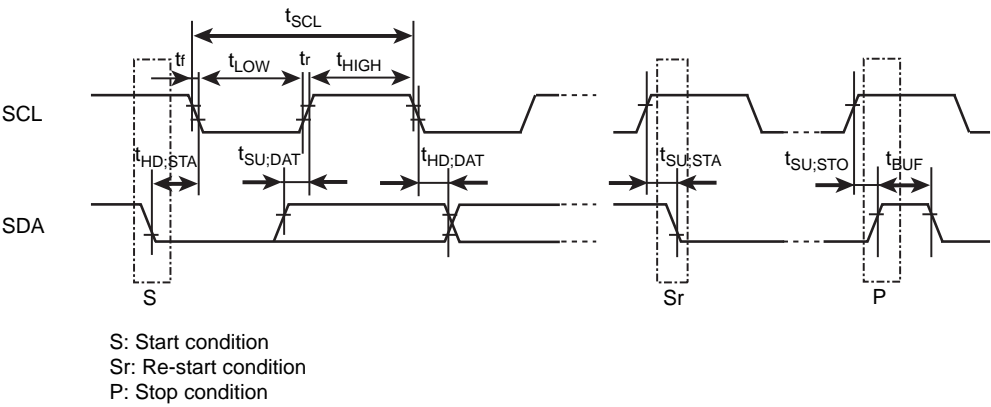 tSCL
tf tLOW tr tHIGH
SCL
tHD;STA tSU;DAT tHD;DAT tSU;STA tSU;STO tBUF
SDA
S Sr P
S: Start condition
Sr: Re-start condition
P: Stop condition